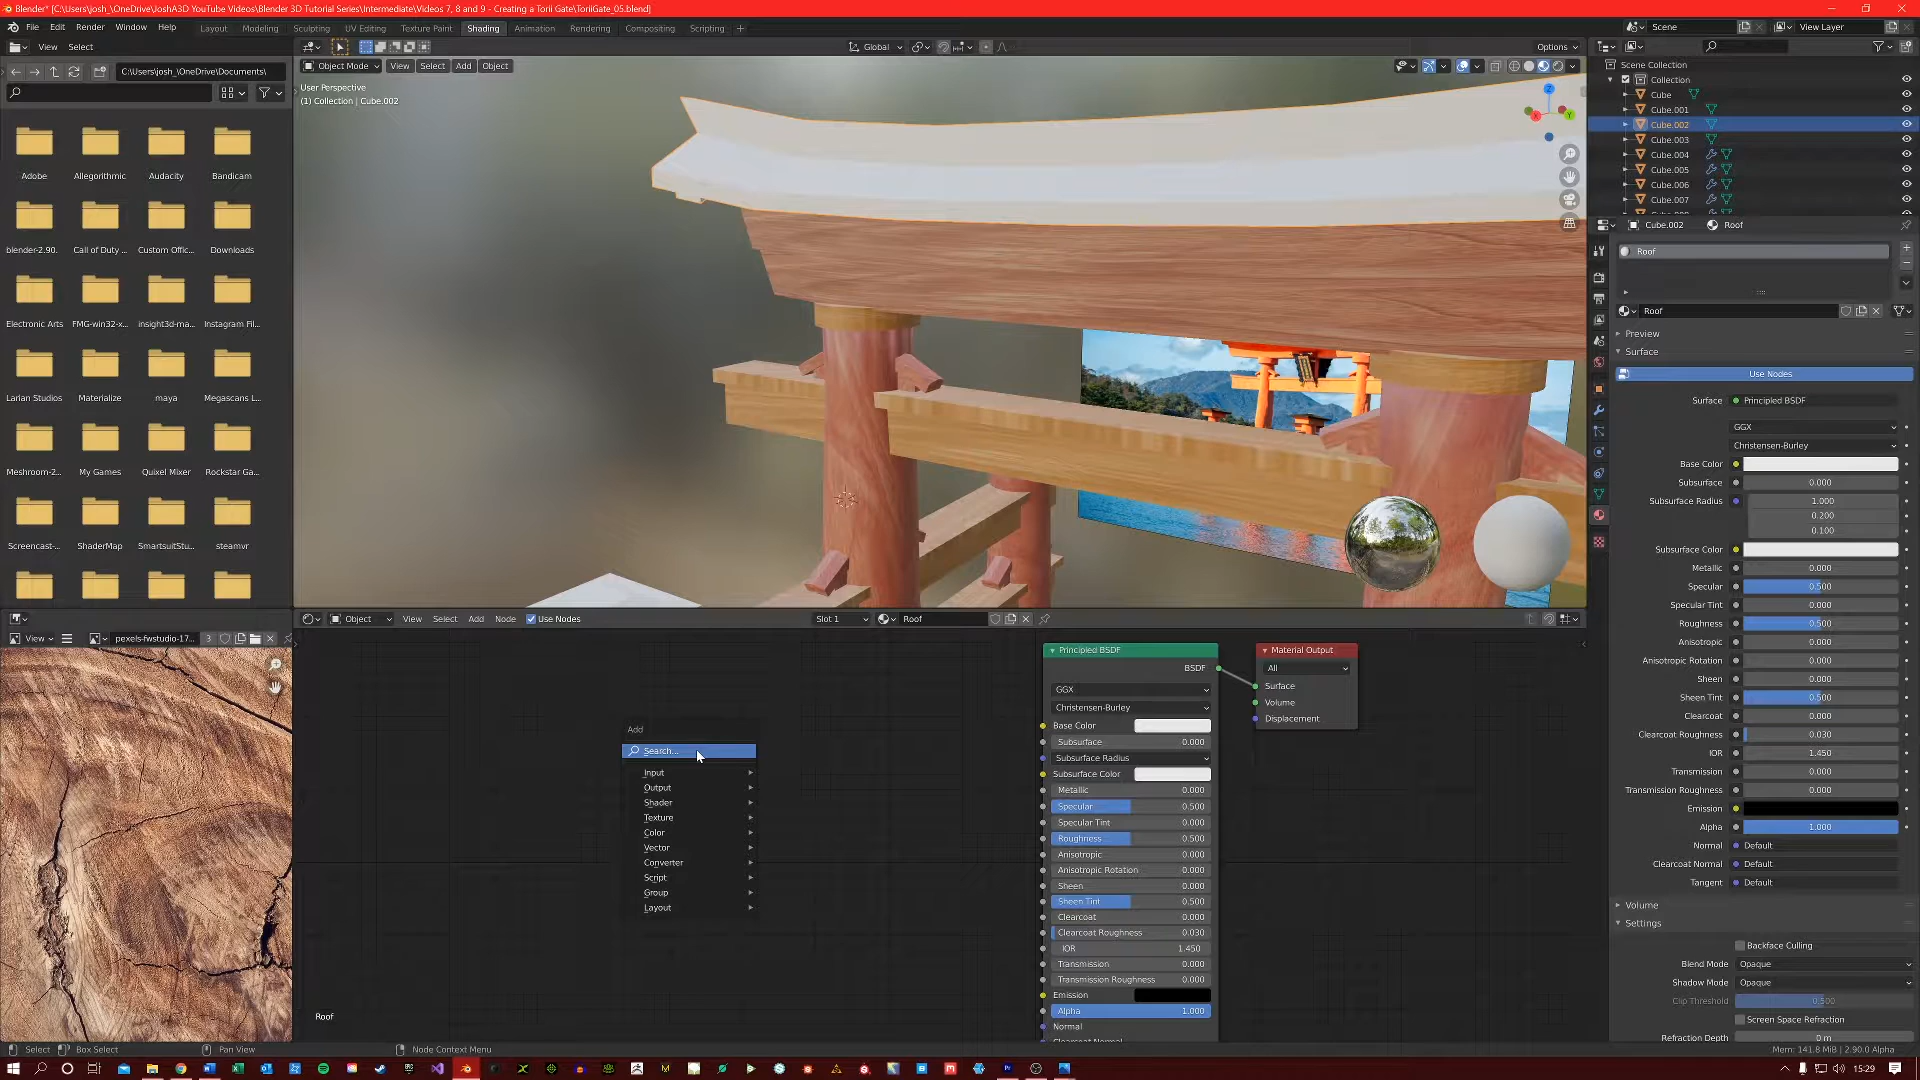 Blender* [C:\Users\josh_\OneDrive\JoshA3D YouTube Videos\Blender 3D Tutorial Series\Intermediate\Videos 7, 8 and 9 - Creating a Torii Gate\ToriiGate_05.blend]
File Edit Render Window Help Layout Modeling Sculpting UV Editing Texture Paint Shading Animation Rendering Compositing Scripting + Scene View Layer
View Select Global Options
C:\Users\josh_\OneDrive\Documents\
Object Mode View Select Add Object
User Perspective
(1) Collection | Cube.002
Adobe Allegorithmic Audacity Bandicam
blender-2.90. Call of Duty ... Custom Offic... Downloads
Electronic Arts FMG-win32-x... insight3d-ma... Instagram Fil...
Larian Studios Materialize maya Megascans L...
Meshroom-2... My Games Quixel Mixer Rockstar Ga...
Screencast-... ShaderMap SmartsuitStu... steamvr
Z
X
Y
Scene Collection
Collection
Cube
Cube.001
Cube.002
Cube.003
Cube.004
Cube.005
Cube.006
Cube.007
Cube.002 Roof
Roof
Roof
Preview
Surface
Use Nodes
Surface Principled BSDF
GGX
Christensen-Burley
Base Color
Subsurface 0.000
Subsurface Radius 1.000
0.200
0.100
Subsurface Color
Metallic 0.000
Specular 0.500
Specular Tint 0.000
Roughness 0.500
Anisotropic 0.000
Anisotropic Rotation 0.000
Sheen 0.000
Sheen Tint 0.500
Clearcoat 0.000
Clearcoat Roughness 0.030
IOR 1.450
Transmission 0.000
Transmission Roughness 0.000
Emission
Alpha 1.000
Normal Default
Clearcoat Normal Default
Tangent Default
Volume
Settings
Backface Culling
Blend Mode Opaque
Shadow Mode Opaque
Clip Threshold 0.500
Screen Space Refraction
Refraction Depth 0 m
Object View Select Add Node Use Nodes Slot 1 Roof
View pexels-fwstudio-17... 3
Add
Search...
Input
Output
Shader
Texture
Color
Vector
Converter
Script
Group
Layout
Principled BSDF
BSDF
GGX
Christensen-Burley
Base Color
Subsurface 0.000
Subsurface Radius
Subsurface Color
Metallic 0.000
Specular 0.500
Specular Tint 0.000
Roughness 0.500
Anisotropic 0.000
Anisotropic Rotation 0.000
Sheen 0.000
Sheen Tint 0.500
Clearcoat 0.000
Clearcoat Roughness 0.030
IOR 1.450
Transmission 0.000
Transmission Roughness 0.000
Emission
Alpha 1.000
Normal
Material Output
All
Surface
Volume
Displacement
Roof
Select Box Select Pan View Node Context Menu Mem: 141.8 MiB | 2.90.0 Alpha
15:29